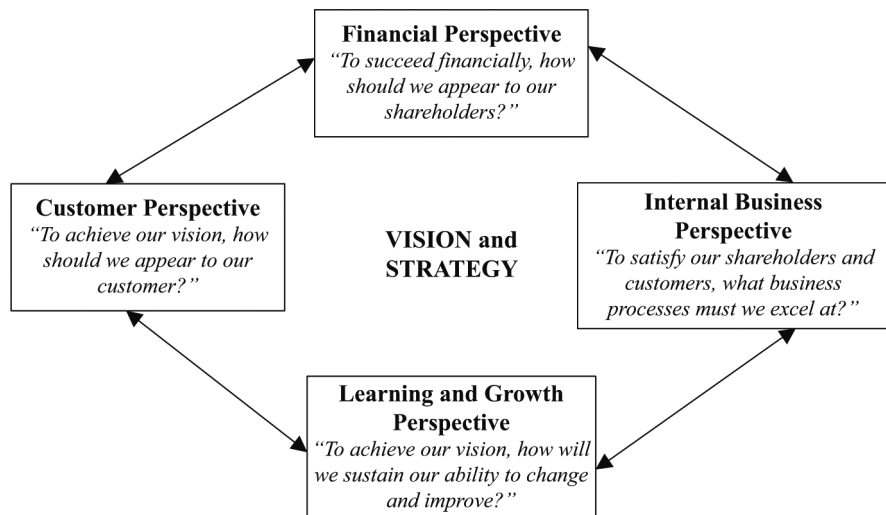 Financial Perspective
“To succeed financially, how
should we appear to our
shareholders?”
Customer Perspective
“To achieve our vision, how
should we appear to our
customer?”
VISION and
STRATEGY
Internal Business
Perspective
“To satisfy our shareholders and
customers, what business
processes must we excel at?”
Learning and Growth
Perspective
“To achieve our vision, how will
we sustain our ability to change
and improve?”